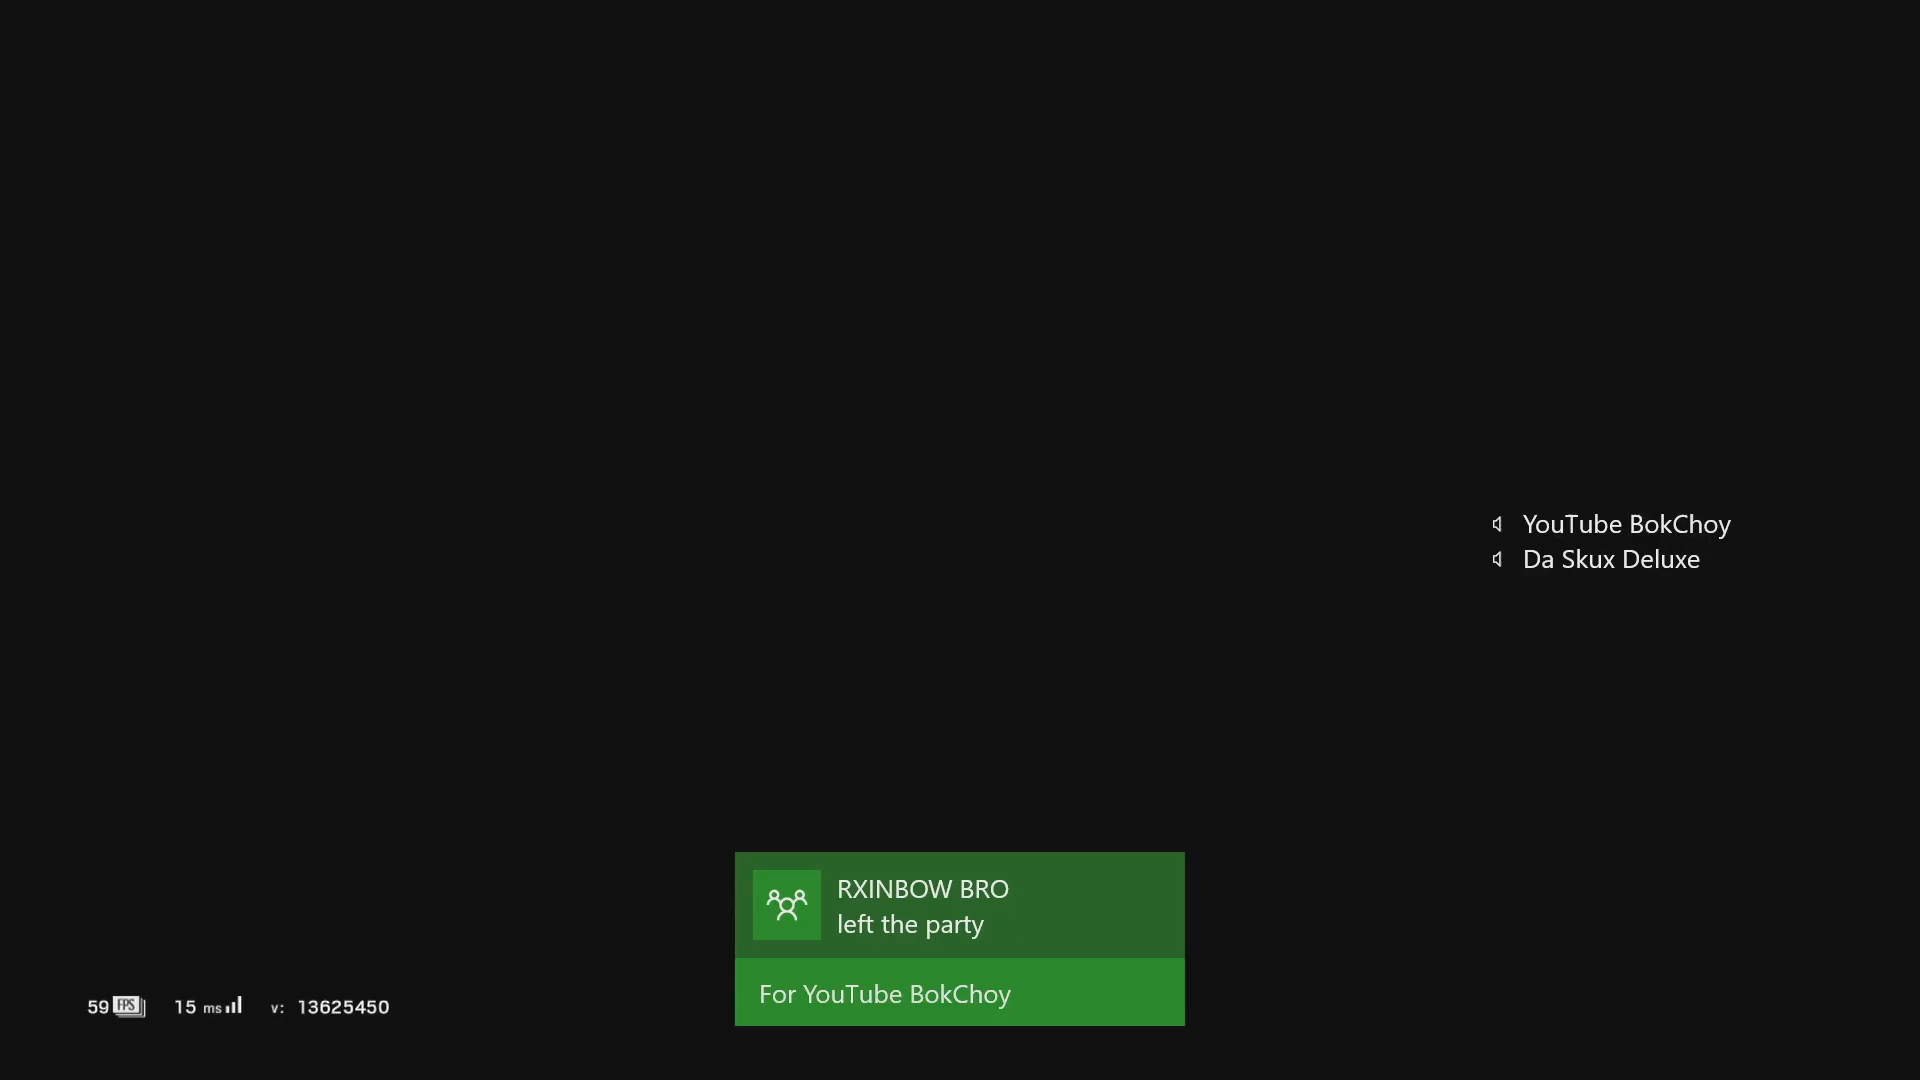 YouTube BokChoy
Da Skux Deluxe
RXINBOW BRO
left the party
For YouTube BokChoy
59 FPS 15 ms v: 13625450